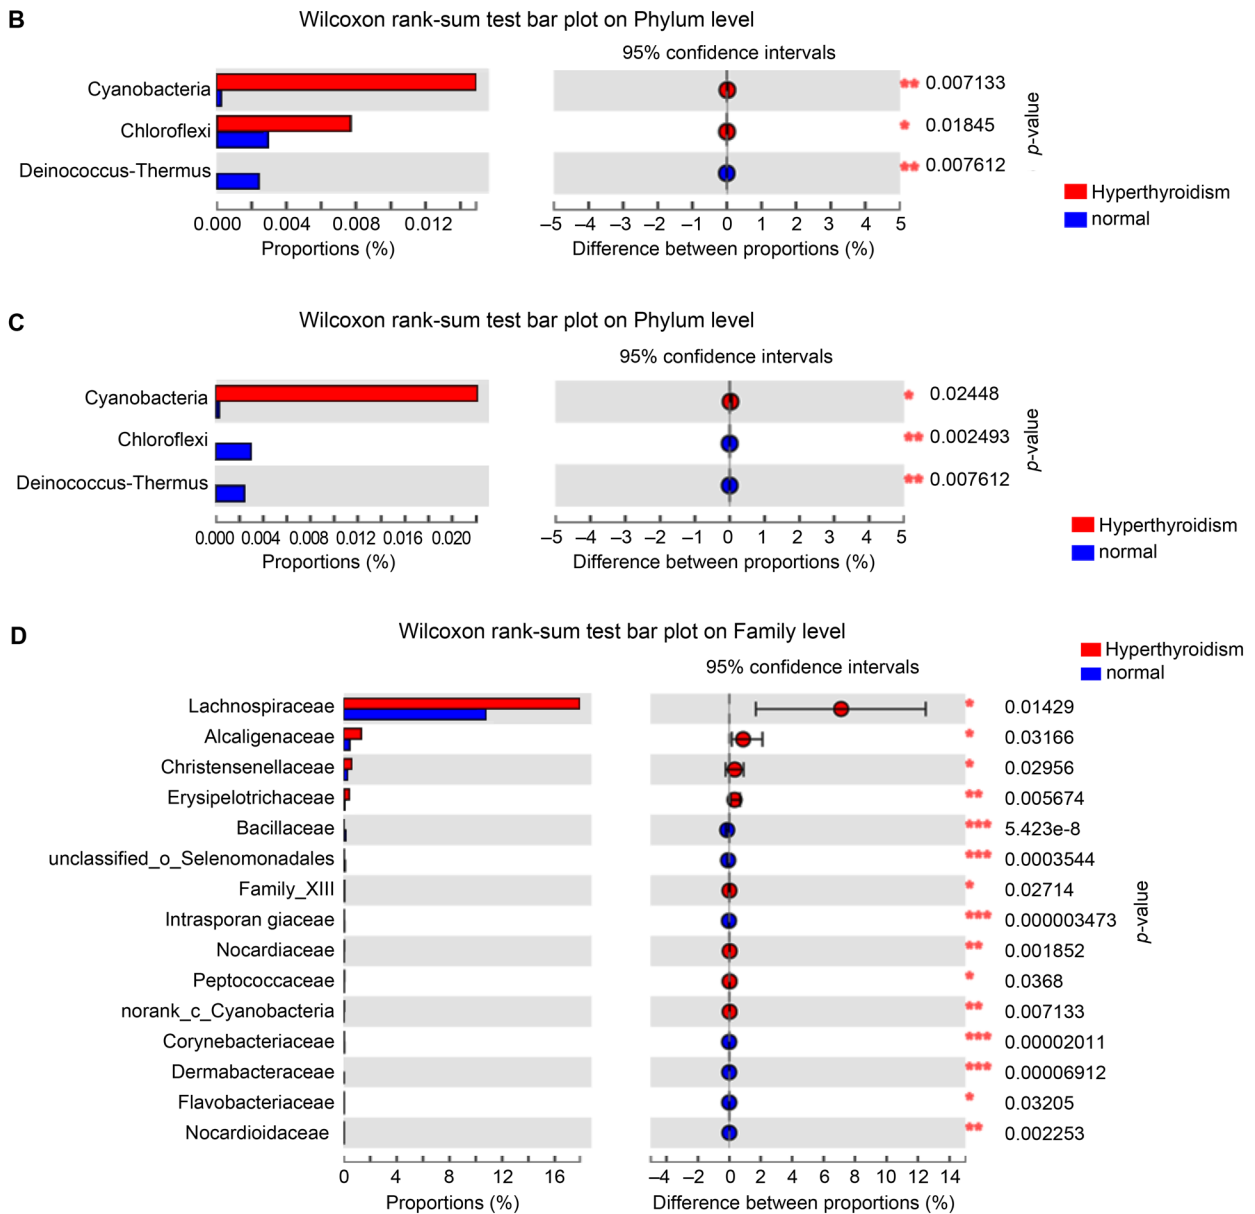 B
Wilcoxon rank-sum test bar plot on Phylum level
95% confidence intervals
Cyanobacteria
** 0.007133
Chloroflexi
* 0.01845
Deinococcus-Thermus
** 0.007612
p-value
Hyperthyroidism
normal
0.000 0.004 0.008 0.012
–5 –3 –2 –2 –1 0 1 2 3 4 5
Proportions (%)
Difference between proportions (%)
C
Wilcoxon rank-sum test bar plot on Phylum level
95% confidence intervals
Cyanobacteria
* 0.02448
Chloroflexi
** 0.002493
Deinococcus-Thermus
** 0.007612
p-value
Hyperthyroidism
normal
0.000 0.004 0.008 0.012 0.016 0.020
–5 –4 –3 –2 –1 0 1 2 3 4 5
Proportions (%)
Difference between proportions (%)
D
Wilcoxon rank-sum test bar plot on Family level
Hyperthyroidism
normal
95% confidence intervals
Lachnospiraceae
* 0.01429
Alcaligenaceae
* 0.03166
Christensenellaceae
* 0.02956
Erysipelotrichaceae
** 0.005674
Bacillaceae
*** 5.423e-8
unclassified_o_Selenomonadales
*** 0.0003544
Family_XIII
* 0.02714
Intrasporan giaceae
*** 0.000003473
Nocardiaceae
** 0.001852
Peptococcaceae
* 0.0368
norank_c_Cyanobacteria
** 0.007133
Corynebacteriaceae
*** 0.00002011
Dermabacteraceae
*** 0.00006912
Flavobacteriaceae
* 0.03205
Nocardioidaceae
** 0.002253
p-value
0 4 8 12 16
–4 –2 0 2 4 6 8 10 12 14
Proportions (%)
Difference between proportions (%)